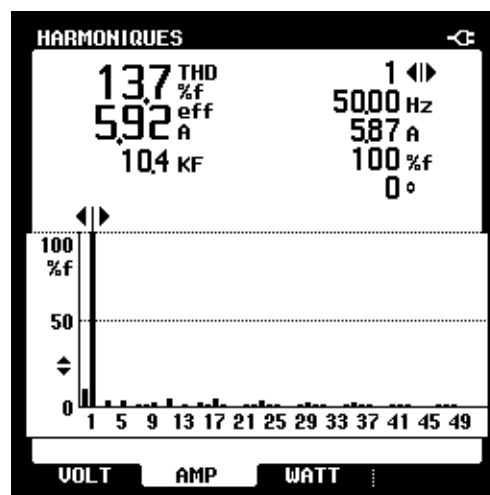 HARMONIQUES
13,7 THD %f
5,92 eff A
10,4 KF
1
50,00 Hz
5,87 A
100 %f
0 °
100
%f
50
0
1 5 9 13 17 21 25 29 33 37 41 45 49
VOLT AMP WATT